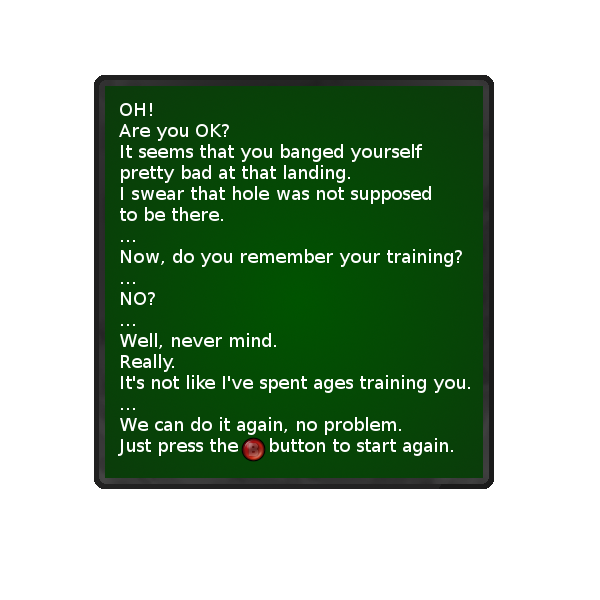 OH!
Are you OK?
It seems that you banged yourself
pretty bad at that landing.
I swear that hole was not supposed
to be there.
...
Now, do you remember your training?
...
NO?
...
Well, never mind.
Really.
It's not like I've spent ages training you.
...
We can do it again, no problem.
Just press the button to start again.